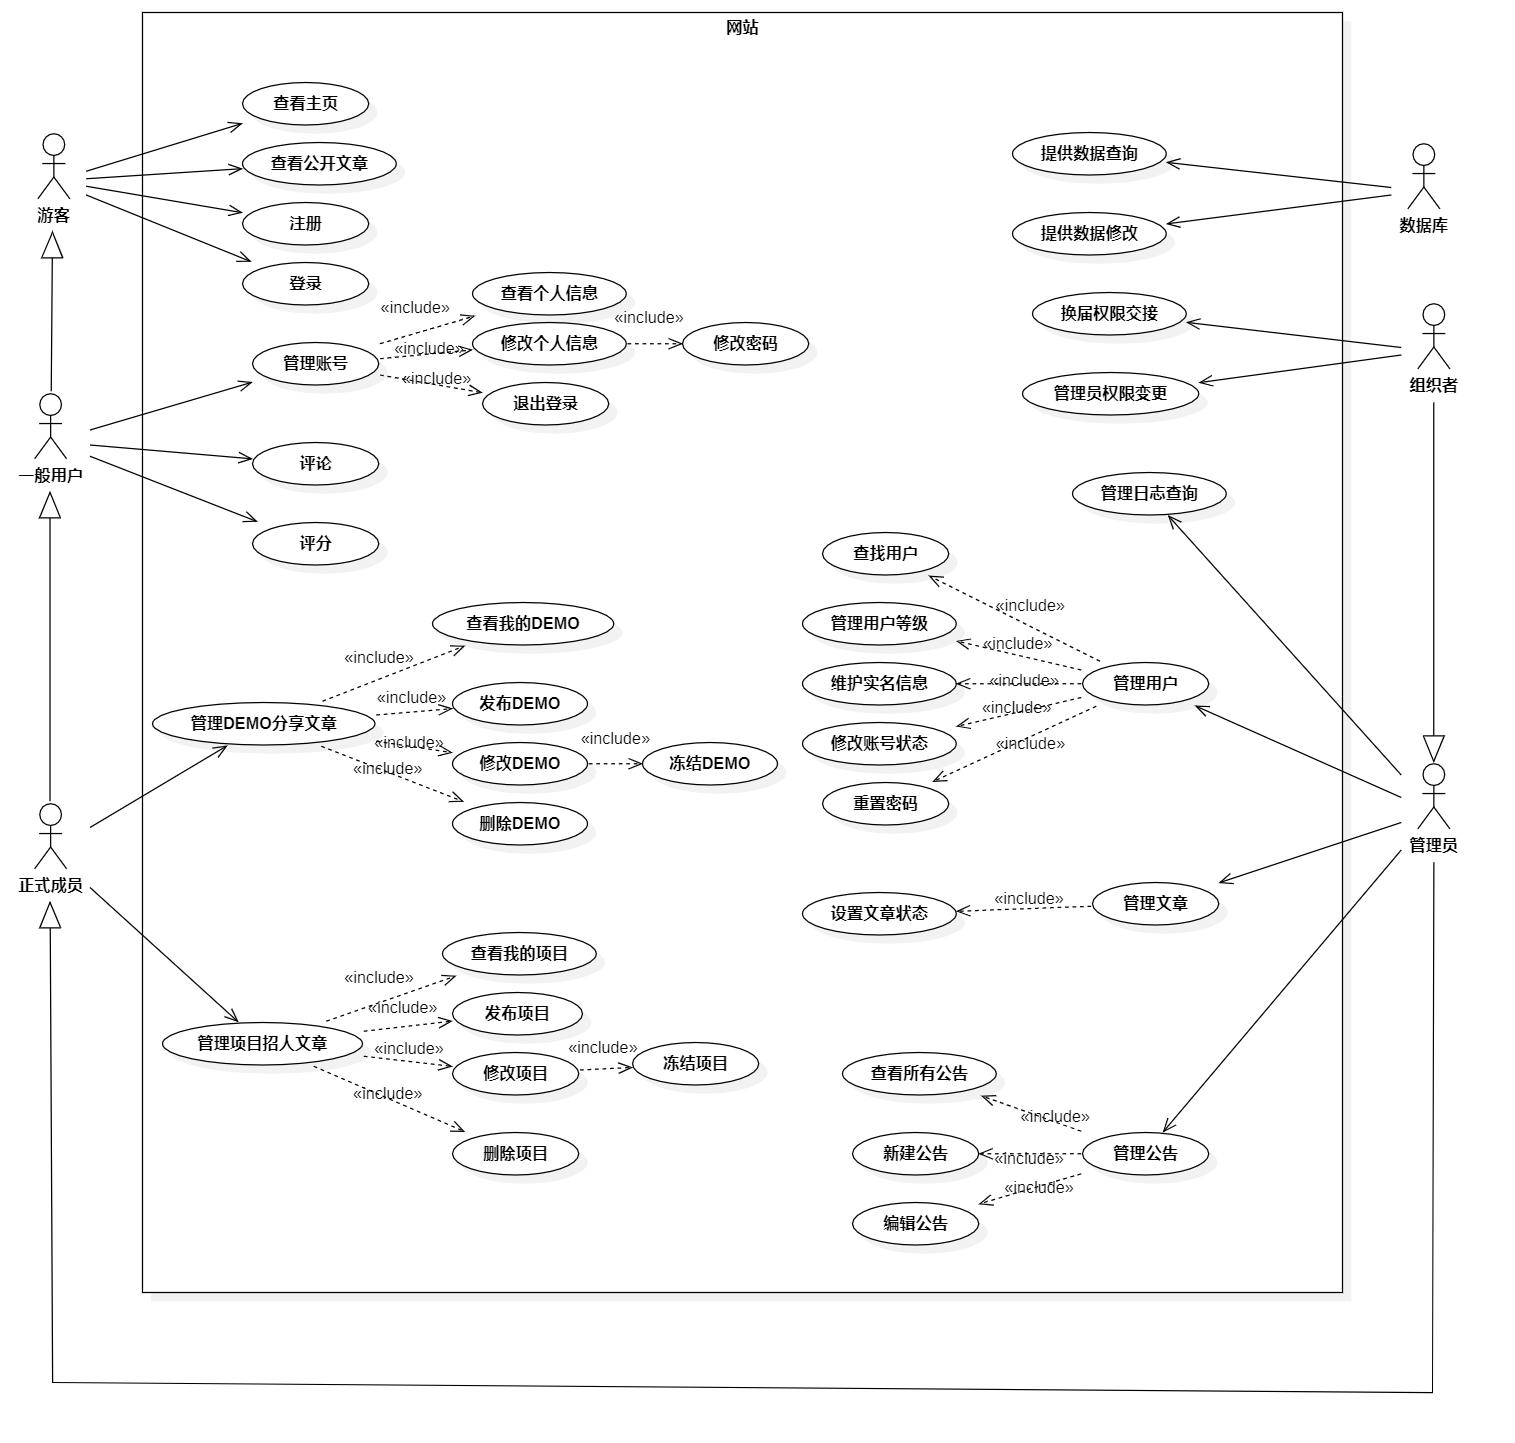 网站
查看主页
查看公开文章
注册
登录
游客
提供数据查询
提供数据修改
数据库
查看个人信息
«include»
修改个人信息
«include»
修改密码
管理账号
«include»
«include»
退出登录
换届权限交接
管理员权限变更
组织者
评论
一般用户
评分
管理日志查询
查找用户
«include»
管理用户等级
«include»
维护实名信息
«include»
管理用户
修改账号状态
«include»
«include»
重置密码
查看我的DEMO
«include»
发布DEMO
«include»
管理DEMO分享文章
«include»
修改DEMO
«include»
冻结DEMO
«include»
删除DEMO
正式成员
管理员
设置文章状态
«include»
管理文章
查看我的项目
«include»
发布项目
«include»
管理项目招人文章
«include»
修改项目
«include»
冻结项目
«include»
删除项目
查看所有公告
«include»
新建公告
«include»
管理公告
«include»
编辑公告